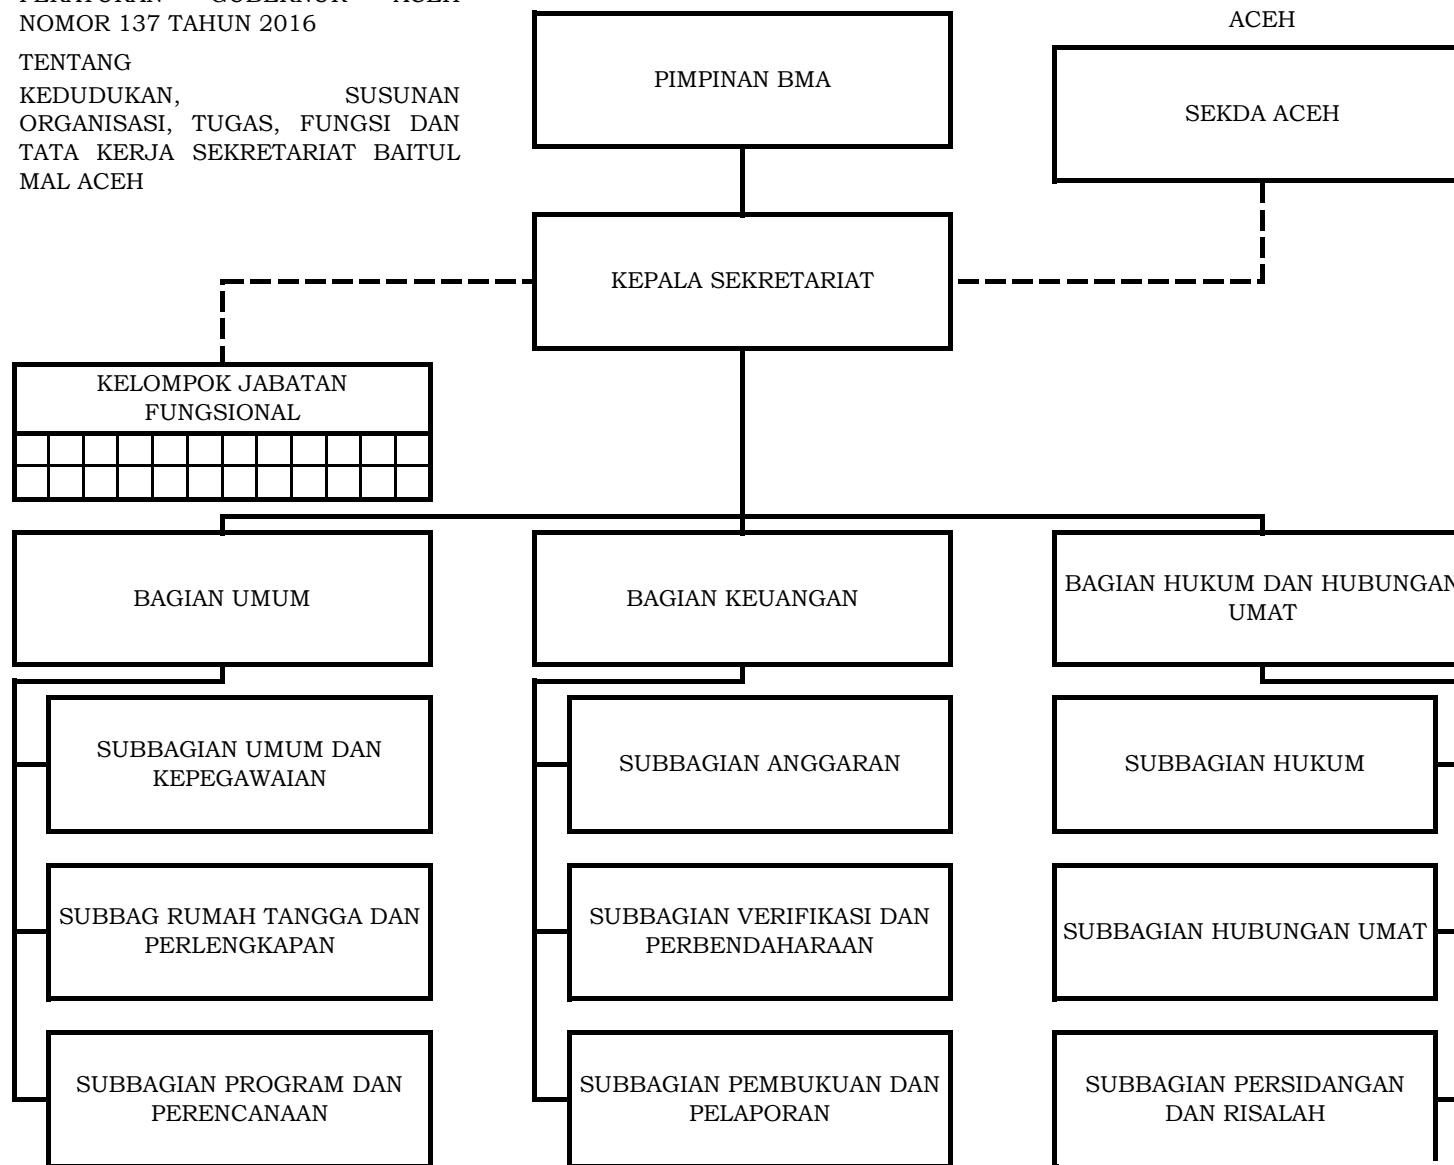 PERATURAN GUBERNUR ACEH
NOMOR 137 TAHUN 2016
TENTANG
KEDUDUKAN, SUSUNAN
ORGANISASI, TUGAS, FUNGSI DAN
TATA KERJA SEKRETARIAT BAITUL
MAL ACEH
PIMPINAN BMA
ACEH
SEKDA ACEH
KEPALA SEKRETARIAT
KELOMPOK JABATAN
FUNGSIONAL
BAGIAN UMUM
BAGIAN KEUANGAN
BAGIAN HUKUM DAN HUBUNGAN
UMAT
SUBBAGIAN UMUM DAN
KEPEGAWAIAN
SUBBAGIAN ANGGARAN
SUBBAGIAN HUKUM
SUBBAG RUMAH TANGGA DAN
PERLENGKAPAN
SUBBAGIAN VERIFIKASI DAN
PERBENDAHARAAN
SUBBAGIAN HUBUNGAN UMAT
SUBBAGIAN PROGRAM DAN
PERENCANAAN
SUBBAGIAN PEMBUKUAN DAN
PELAPORAN
SUBBAGIAN PERSIDANGAN
DAN RISALAH